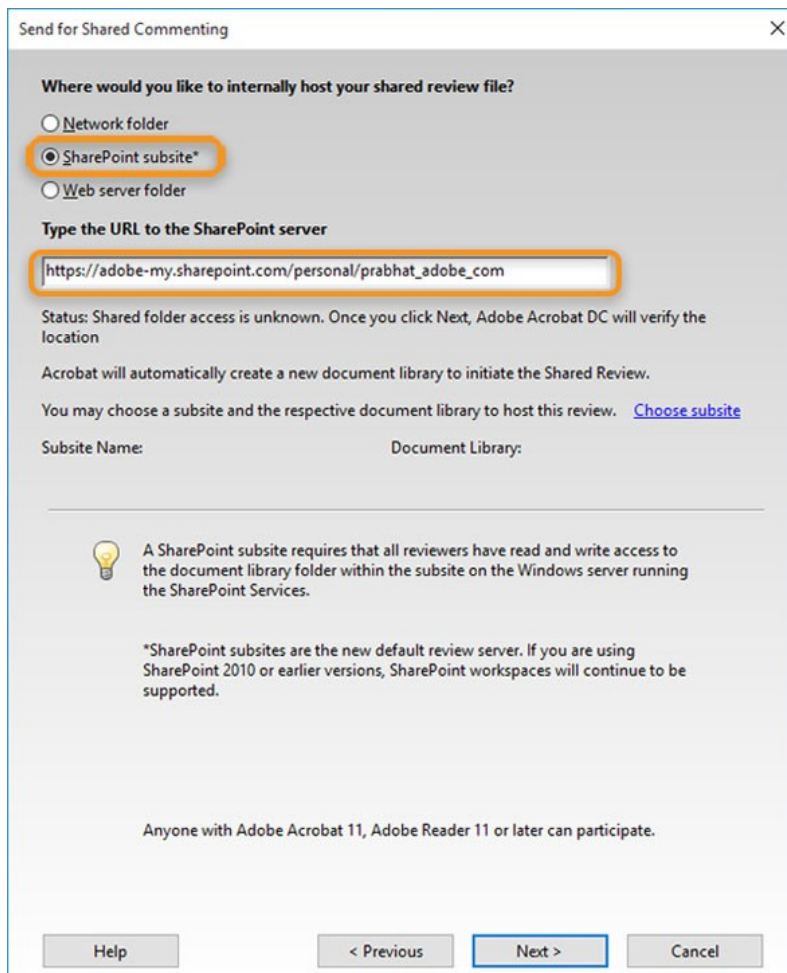 Send for Shared Commenting
Where would you like to internally host your shared review file?
Network folder
SharePoint subsite*
Web server folder
Type the URL to the SharePoint server
https://adobe-my.sharepoint.com/personal/prabhat_adobe_com
Status: Shared folder access is unknown. Once you click Next, Adobe Acrobat DC will verify the
location
Acrobat will automatically create a new document library to initiate the Shared Review.
You may choose a subsite and the respective document library to host this review. Choose subsite
Subsite Name: Document Library:
A SharePoint subsite requires that all reviewers have read and write access to
the document library folder within the subsite on the Windows server running
the SharePoint Services.
*SharePoint subsites are the new default review server. If you are using
SharePoint 2010 or earlier versions, SharePoint workspaces will continue to be
supported.
Anyone with Adobe Acrobat 11, Adobe Reader 11 or later can participate.
Help < Previous Next > Cancel